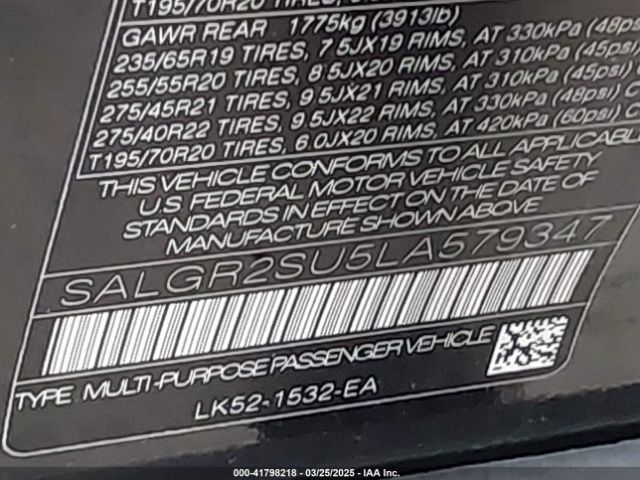 T195/70R20 TIRES,
GAWR REAR 1775kg (3913lb)
235/65R19 TIRES, 7.5JX19 RIMS, AT 330kPa (48ps
255/55R20 TIRES, 8.5JX20 RIMS, AT 310kPa (45psi
275/45R21 TIRES, 9.5JX21 RIMS, AT 310kPa (45psi)
275/40R22 TIRES, 9.5JX22 RIMS, AT 330kPa (48psi) C
T195/70R20 TIRES, 6.0JX20 RIMS, AT 420kPa (60psi) C
THIS VEHICLE CONFORMS TO ALL APPLICABLE
U.S FEDERAL MOTOR VEHICLE SAFETY
STANDARDS IN EFFECT ON THE DATE OF
MANUFACTURE SHOWN ABOVE
SALGR2SU5LA579347
TYPE MULTI-PURPOSE PASSENGER VEHICLE
LK52-1532-EA
000-41798218 - 03/25/2025 - IAA Inc.